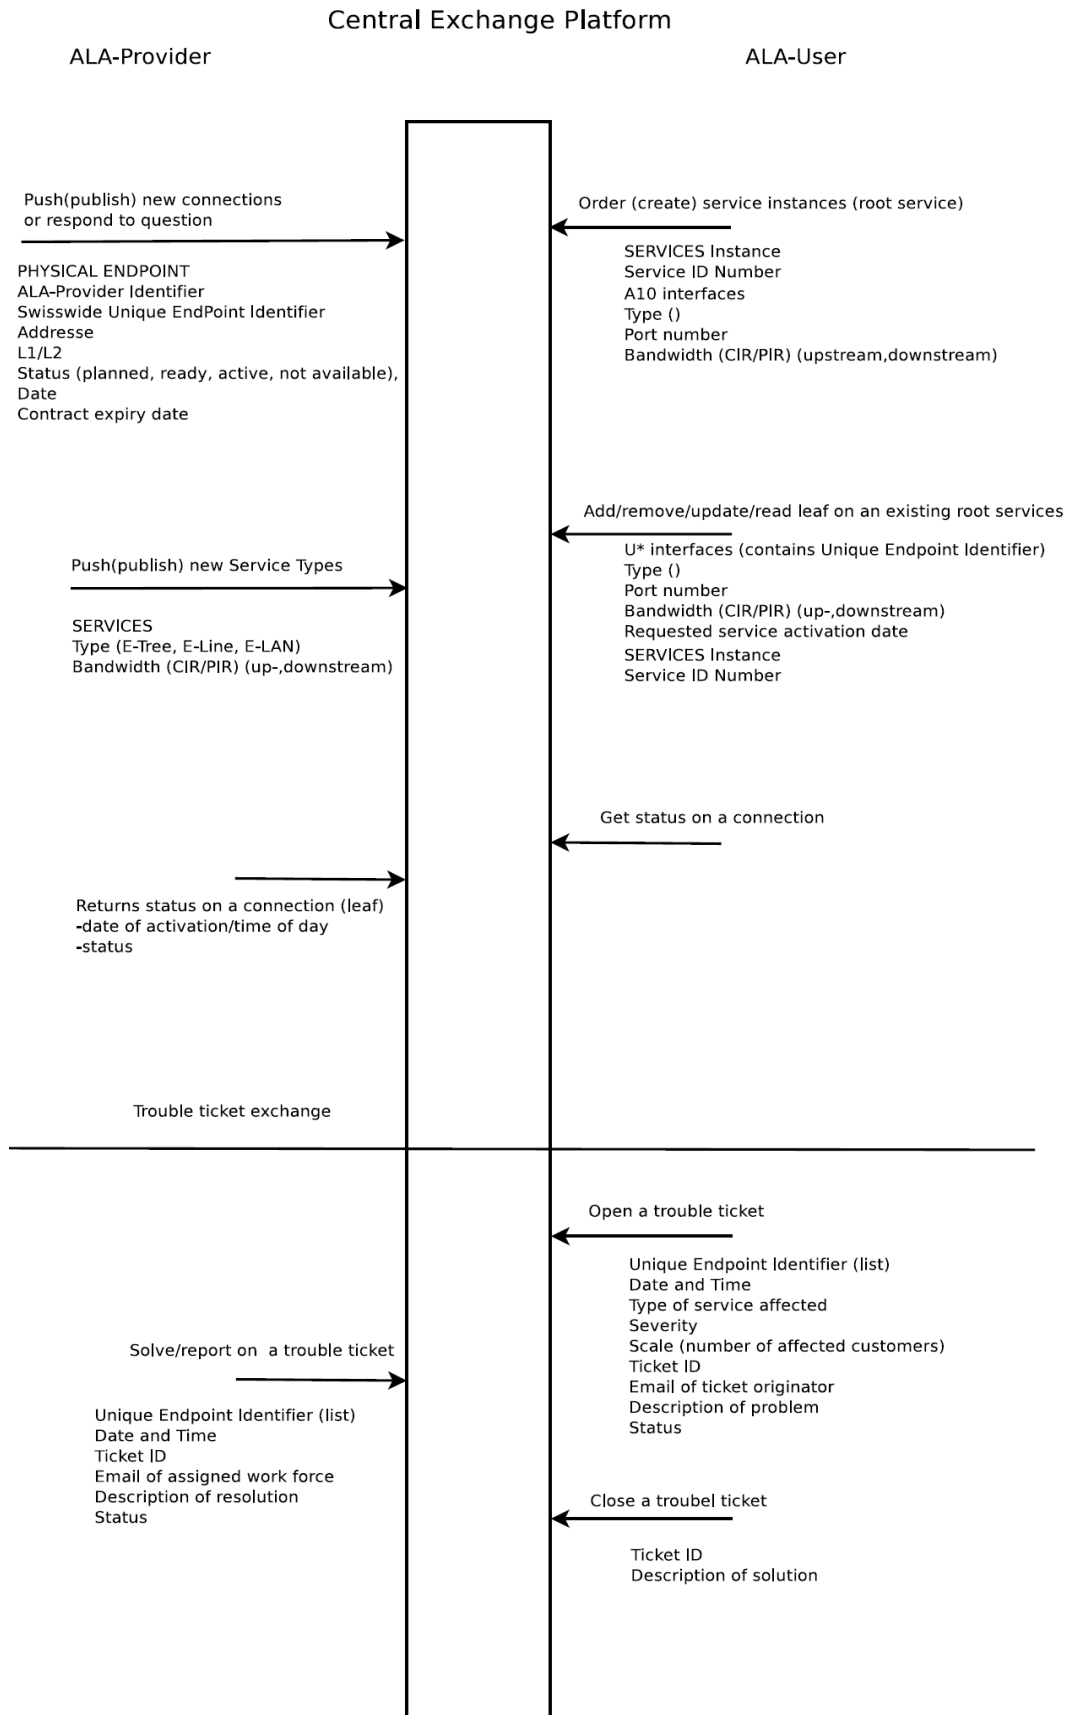 Central Exchange Platform
ALA-Provider
ALA-User
Push(publish) new connections
or respond to question
PHYSICAL ENDPOINT
ALA-Provider Identifier
Swisswide Unique EndPoint Identifier
Addresse
L1/L2
Status (planned, ready, active, not available),
Date
Contract expiry date
Order (create) service instances (root service)
SERVICES Instance
Service ID Number
A10 interfaces
Type ()
Port number
Bandwidth (CIR/PIR) (upstream,downstream)
Add/remove/update/read leaf on an existing root services
U* interfaces (contains Unique Endpoint Identifier)
Type ()
Port number
Bandwidth (CIR/PIR) (up-,downstream)
Requested service activation date
SERVICES Instance
Service ID Number
Push(publish) new Service Types
SERVICES
Type (E-Tree, E-Line, E-LAN)
Bandwidth (CIR/PIR) (up-,downstream)
Get status on a connection
Returns status on a connection (leaf)
-date of activation/time of day
-status
Trouble ticket exchange
Open a trouble ticket
Unique Endpoint Identifier (list)
Date and Time
Type of service affected
Severity
Scale (number of affected customers)
Ticket ID
Email of ticket originator
Description of problem
Status
Solve/report on  a trouble ticket
Unique Endpoint Identifier (list)
Date and Time
Ticket ID
Email of assigned work force
Description of resolution
Status
Close a troubel ticket
Ticket ID
Description of solution